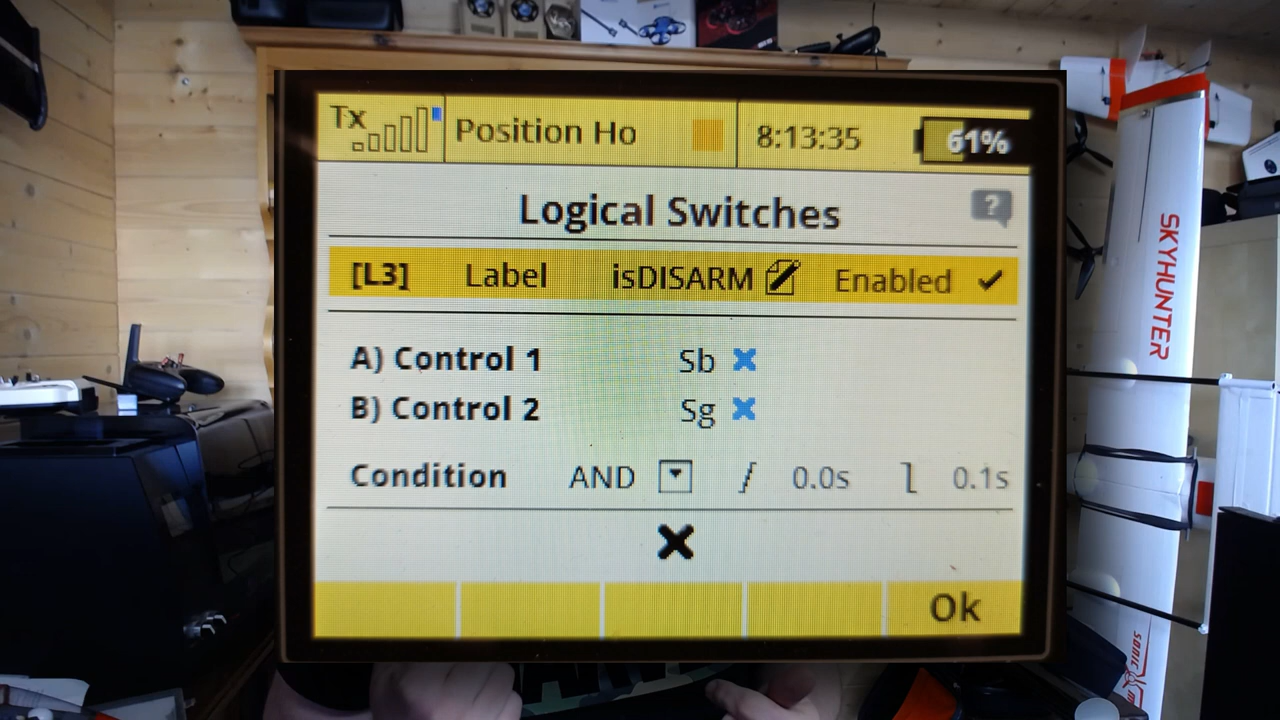 Tx Position Ho 8:13:35 61%
Logical Switches ?
[L3] Label isDISARM Enabled
A) Control 1 Sb
B) Control 2 Sg
Condition AND 0.0s 0.1s
Ok
SKYHUNTER
SONIC